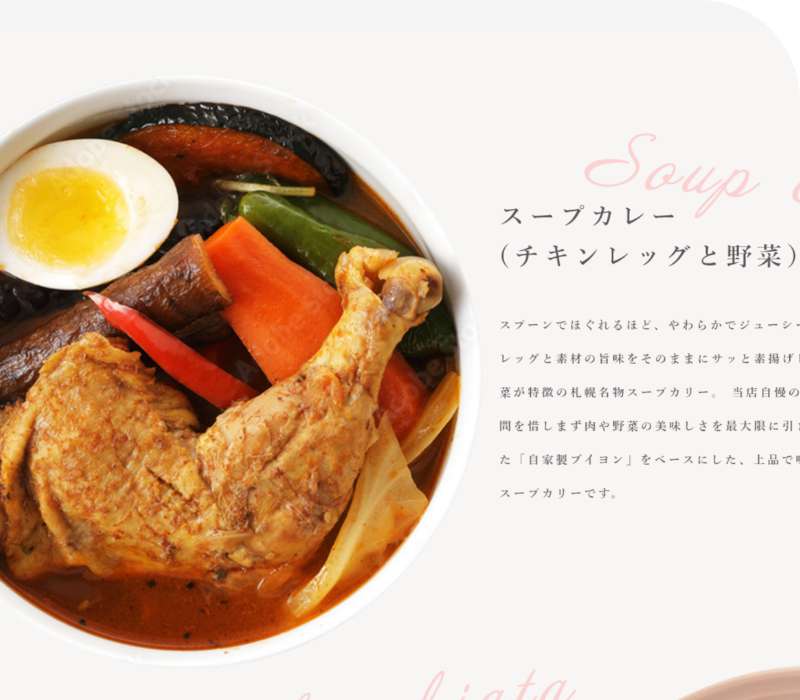 Soup
スープカレー
(チキンレッグと野菜)
スプーンでほぐれるほど、やわらかでジューシー
レッグと素材の旨味をそのままにサッと素揚げ
菜が特徴の札幌名物スープカリー。 当店自慢の
間を惜しまず肉や野菜の美味しさを最大限に引
た「自家製ブイヨン」をベースにした、上品で
スープカリーです。